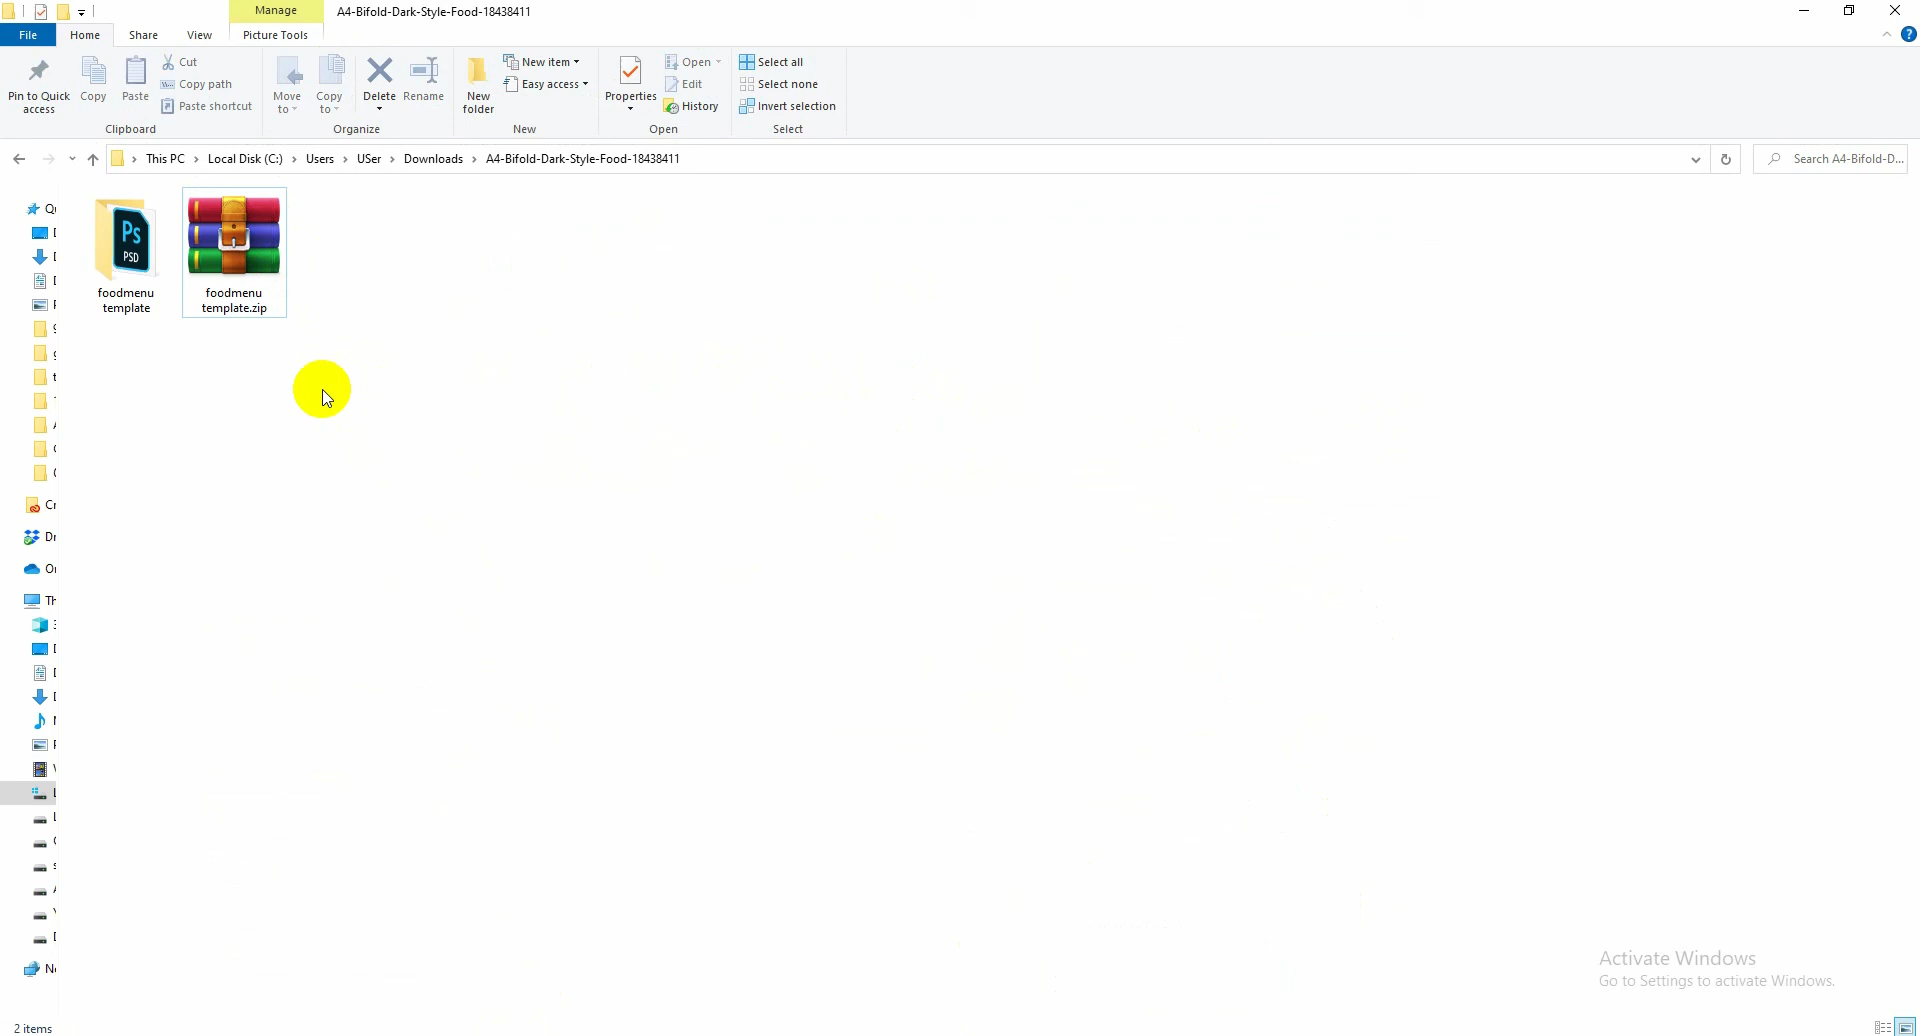 Manage
A4-Bifold-Dark-Style-Food-18438411
File
Home
Share
View
Picture Tools
Pin to Quick
access
Copy
Paste
Cut
Copy path
Paste shortcut
Clipboard
Move
to
Copy
to
Delete
Rename
Organize
New
folder
New item
Easy access
New
Properties
Open
Edit
History
Open
Select all
Select none
Invert selection
Select
This PC > Local Disk (C:) > Users > USer > Downloads > A4-Bifold-Dark-Style-Food-18438411
Search A4-Bifold-D...
Ps
PSD
foodmenu
template
foodmenu
template.zip
Activate Windows
Go to Settings to activate Windows.
2 items